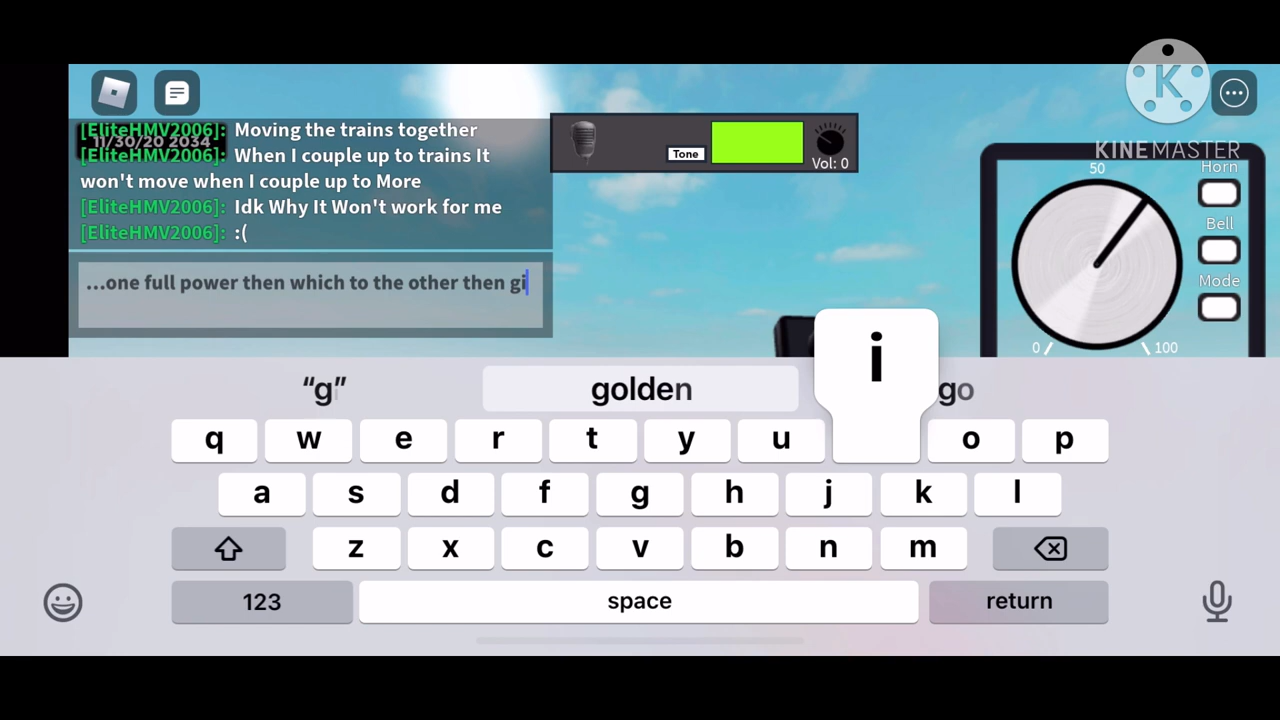 [EliteHMV2006]: Moving the trains together
11/30/20 2034
[EliteHMV2006]: When I couple up to trains It
won't move when I couple up to More
[EliteHMV2006]: Idk Why It Won't work for me
[EliteHMV2006]: :(
...one full power then which to the other then gi
Tone
Vol: 0
K
KINEMASTER
Horn
50
Bell
Mode
0
100
i
“g”
golden
go
q w e r t y u o p
a s d f g h j k l
z x c v b n m
123
space
return